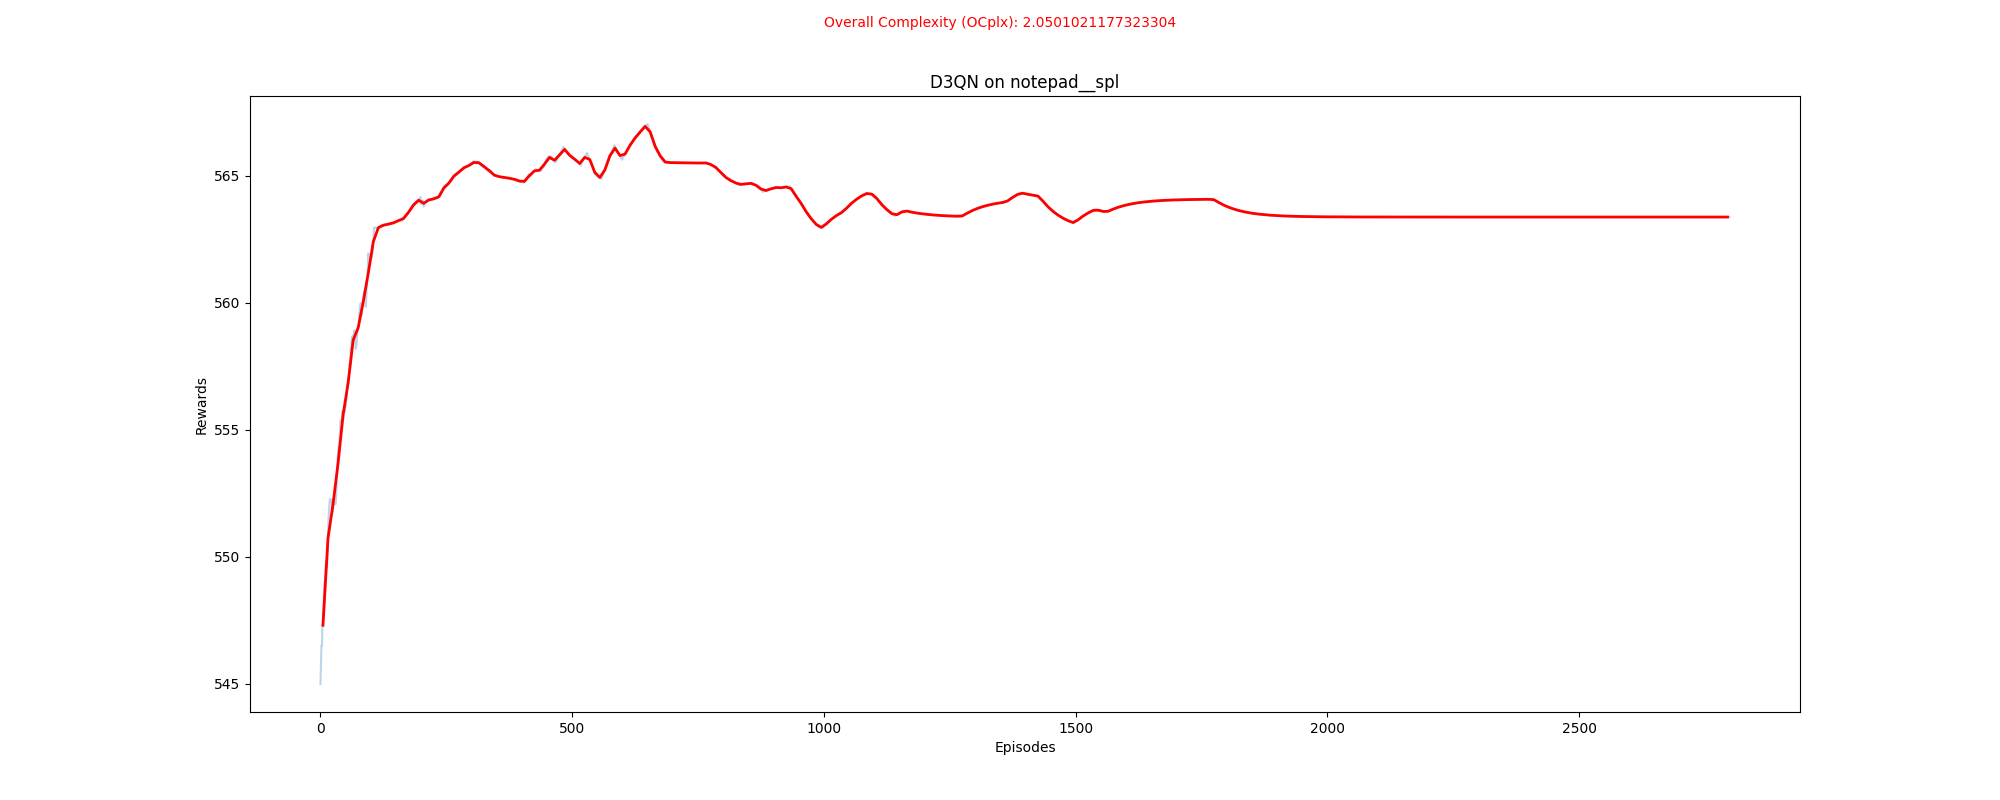 Overall Complexity (OCplx): 2.0501021177323304
D3QN on notepad__spl
Rewards
565
560
555
550
545
0 500 1000 1500 2000 2500
Episodes